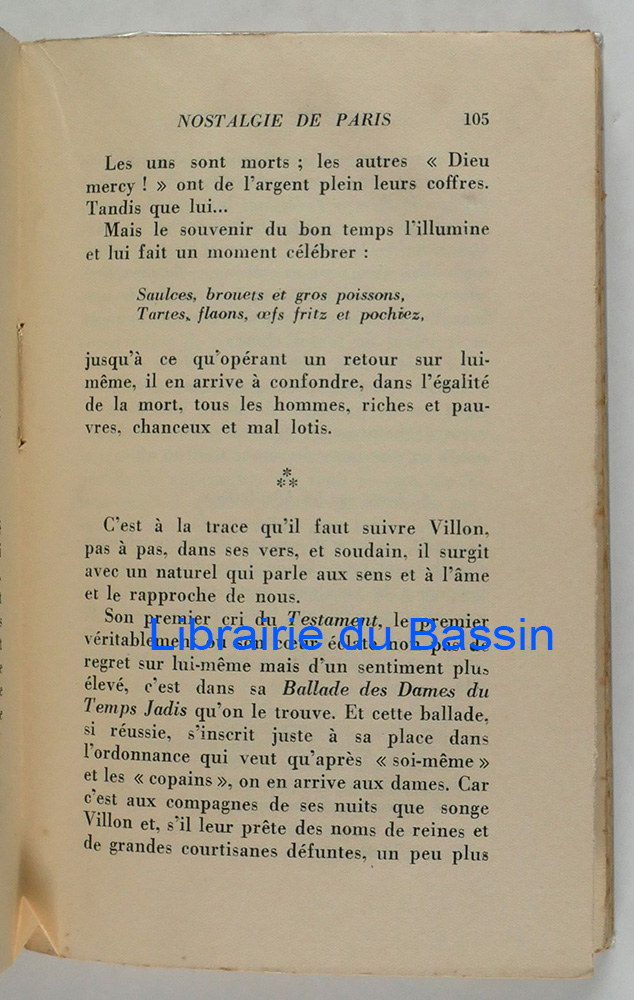 NOSTALGIE DE PARIS 105
Les uns sont morts ; les autres « Dieu
mercy ! » ont de l'argent plein leurs coffres.
Tandis que lui...
Mais le souvenir du bon temps l'illumine
et lui fait un moment célébrer :
Saulces, brouets et gros poissons,
Tartes, flaons, œfs fritz et pochiez,
jusqu'à ce qu'opérant un retour sur lui-
même, il en arrive à confondre, dans l'égalité
de la mort, tous les hommes, riches et pau-
vres, chanceux et mal lotis.
*
**
C'est à la trace qu'il faut suivre Villon,
pas à pas, dans ses vers, et soudain, il surgit
avec un naturel qui parle aux sens et à l'âme
et le rapproche de nous.
Son premier cri du Testament, le premier
véritablement où son cœur éclate non pas de
Librairie du Bassin
regret sur lui-même mais d'un sentiment plus
élevé, c'est dans sa Ballade des Dames du
Temps Jadis qu'on le trouve. Et cette ballade,
si réussie, s'inscrit juste à sa place dans
l'ordonnance qui veut qu'après « soi-même »
et les « copains », on en arrive aux dames. Car
c'est aux compagnes de ses nuits que songe
Villon et, s'il leur prête des noms de reines et
de grandes courtisanes défuntes, un peu plus